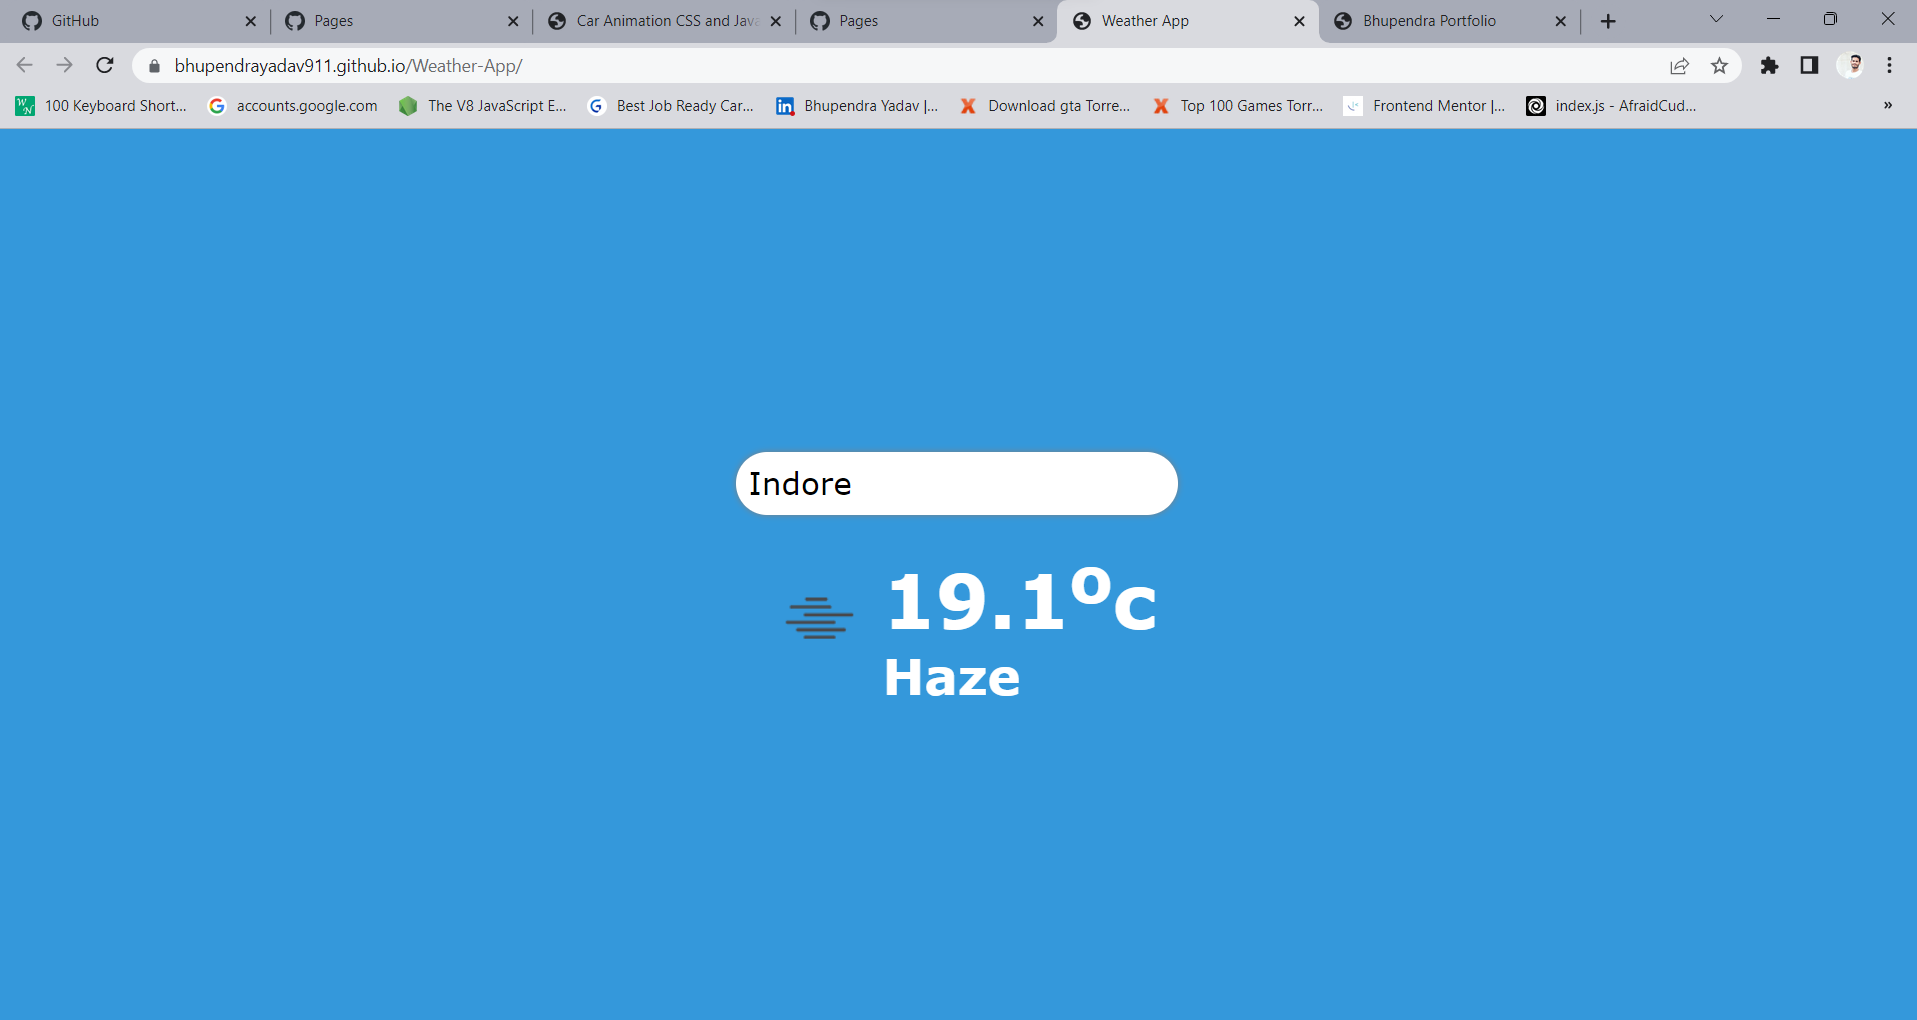 GitHub
Pages
Car Animation CSS and Java
Pages
Weather App
Bhupendra Portfolio
bhupendrayadav911.github.io/Weather-App/
100 Keyboard Short...
accounts.google.com
The V8 JavaScript E...
Best Job Ready Car...
Bhupendra Yadav |...
Download gta Torre...
Top 100 Games Torr...
Frontend Mentor |...
index.js - AfraidCud...
Indore
19.1ºc
Haze